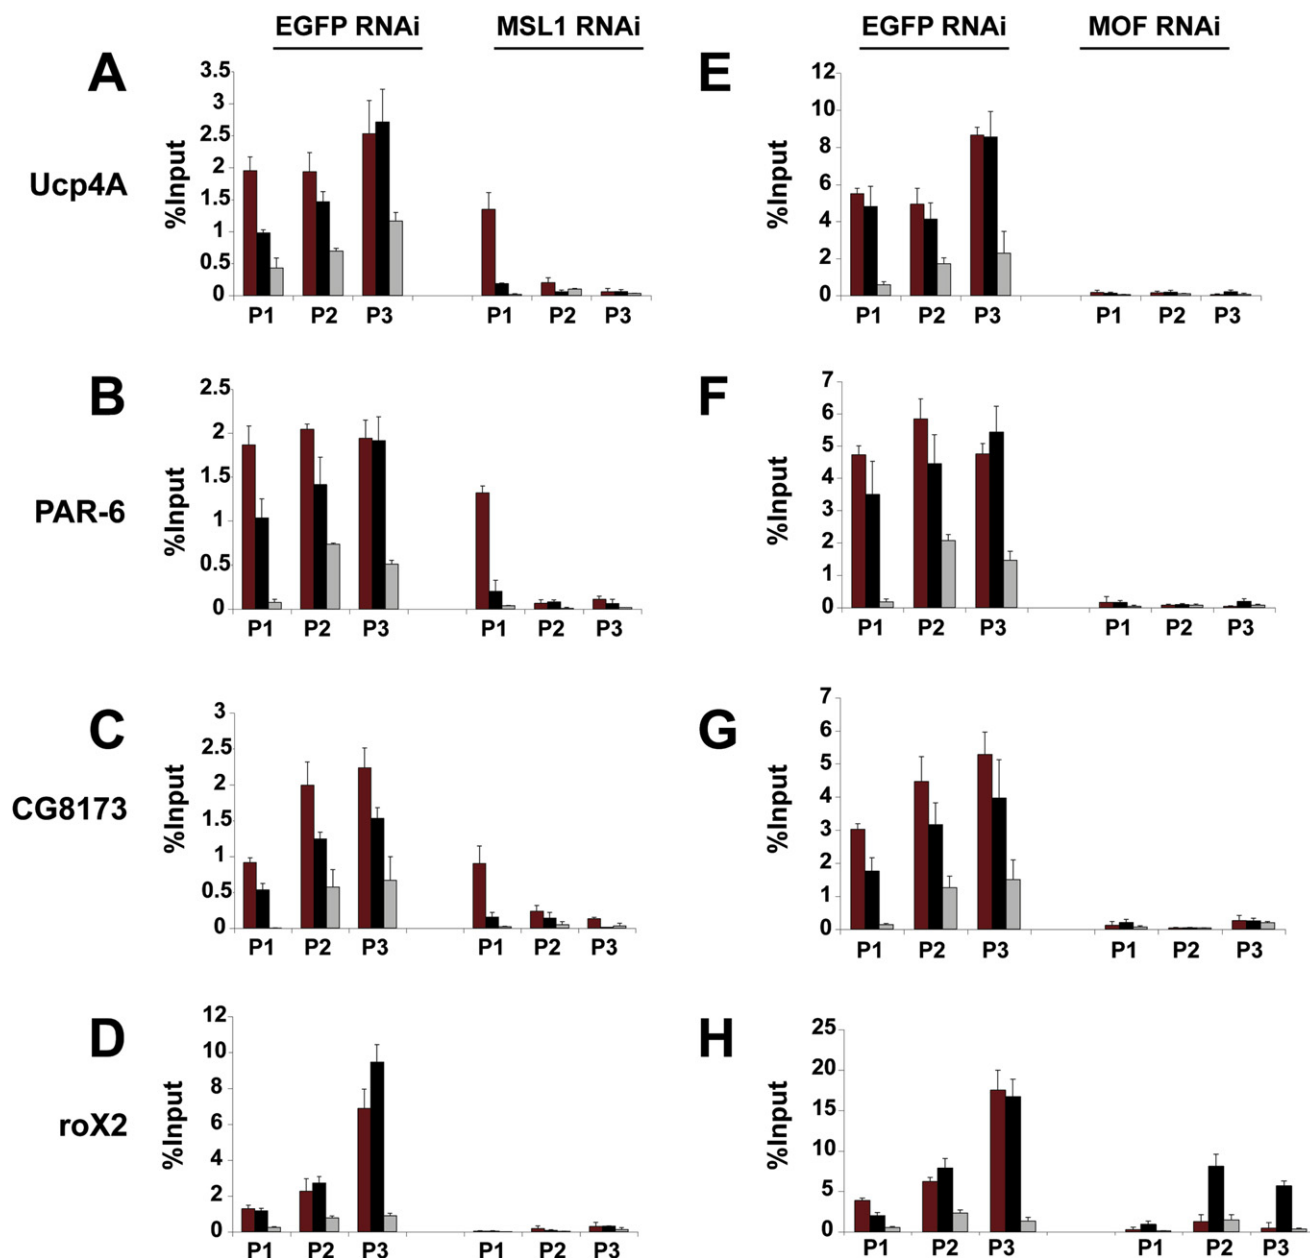 EGFP RNAi MSL1 RNAi EGFP RNAi MOF RNAi
A
Ucp4A
%Input
3.5
3
2.5
2
1.5
1
0.5
0
P1 P2 P3 P1 P2 P3
E
%Input
12
10
8
6
4
2
0
P1 P2 P3 P1 P2 P3
B
PAR-6
%Input
2.5
2
1.5
1
0.5
0
P1 P2 P3 P1 P2 P3
F
%Input
7
6
5
4
3
2
1
0
P1 P2 P3 P1 P2 P3
C
CG8173
%Input
3
2.5
2
1.5
1
0.5
0
P1 P2 P3 P1 P2 P3
G
%Input
7
6
5
4
3
2
1
0
P1 P2 P3 P1 P2 P3
D
roX2
%Input
12
10
8
6
4
2
0
P1 P2 P3 P1 P2 P3
H
%Input
25
20
15
10
5
0
P1 P2 P3 P1 P2 P3